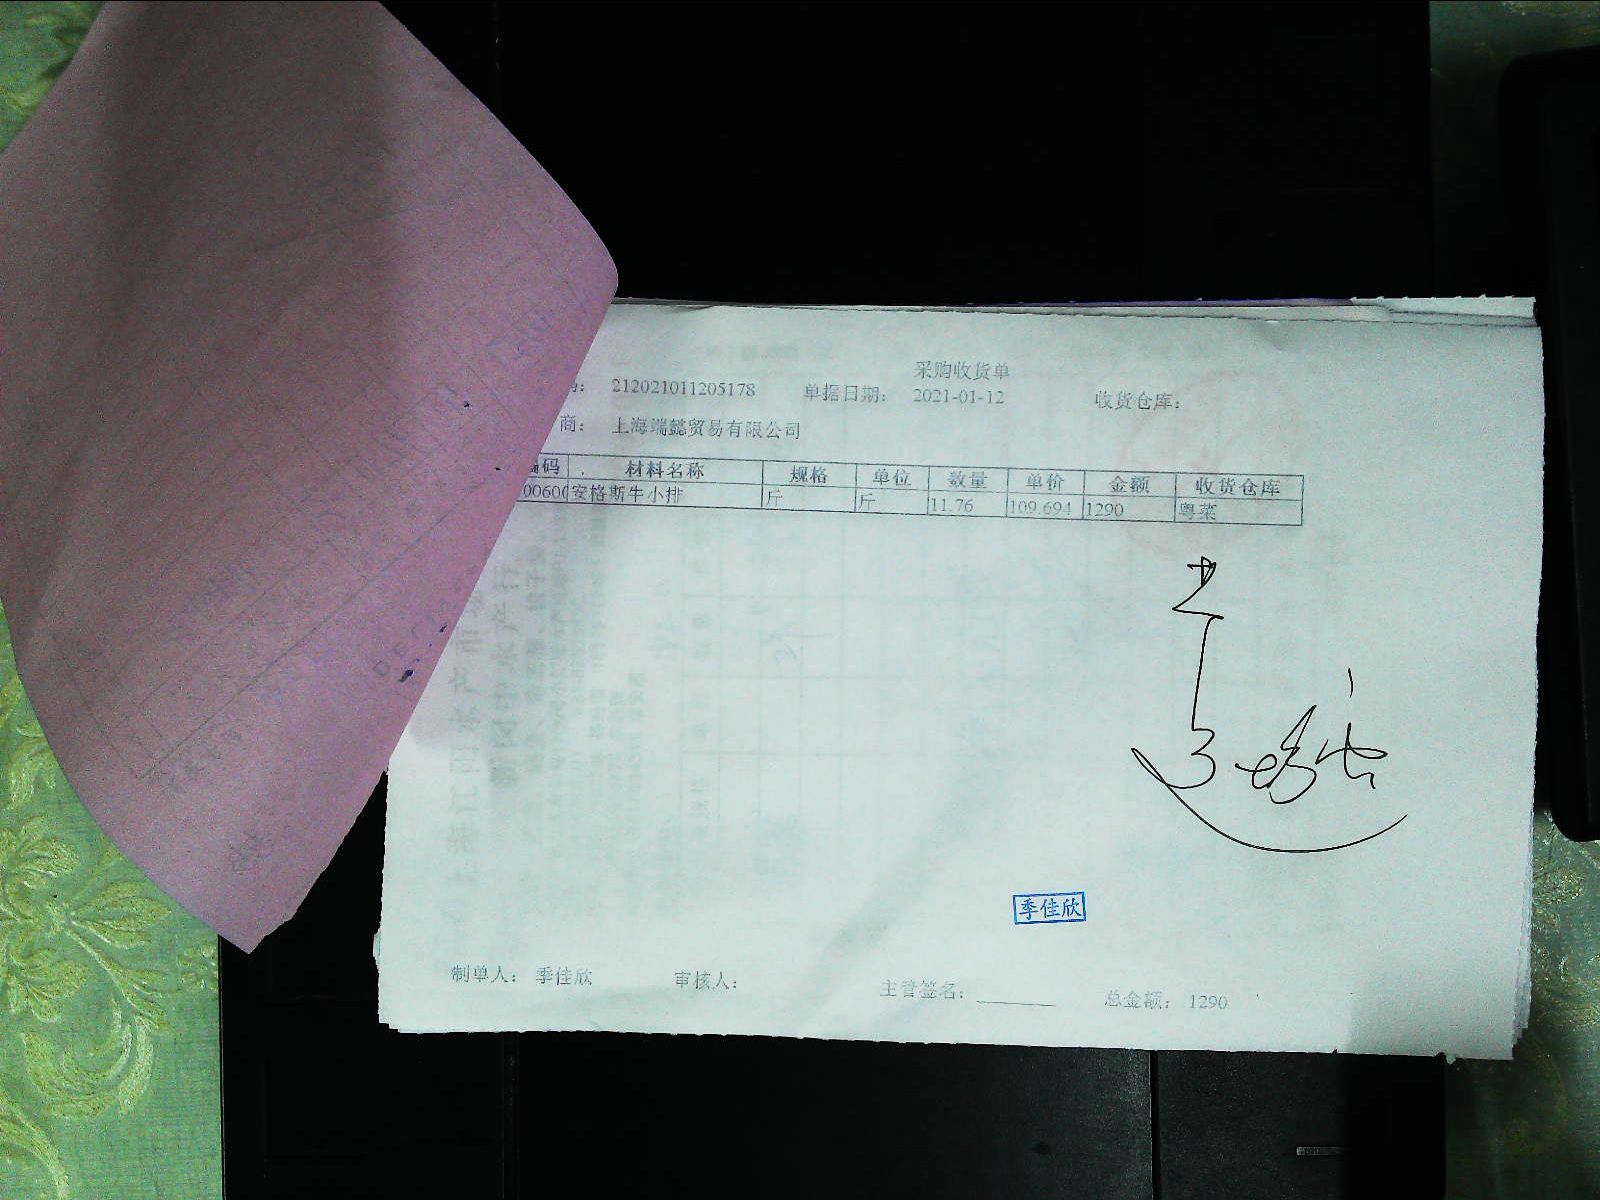 采购收货单
码： 212021011205178 单据日期： 2021-01-12 收货仓库：
商： 上海端懿贸易有限公司
编码 材料名称 规格 单位 数量 单价 金额 收货仓库
00600 安格斯牛小排 斤 斤 11.76 109.694 1290 粤菜
季佳欣
制单人： 季佳欣 审核人： 主管签名： 总金额： 1290